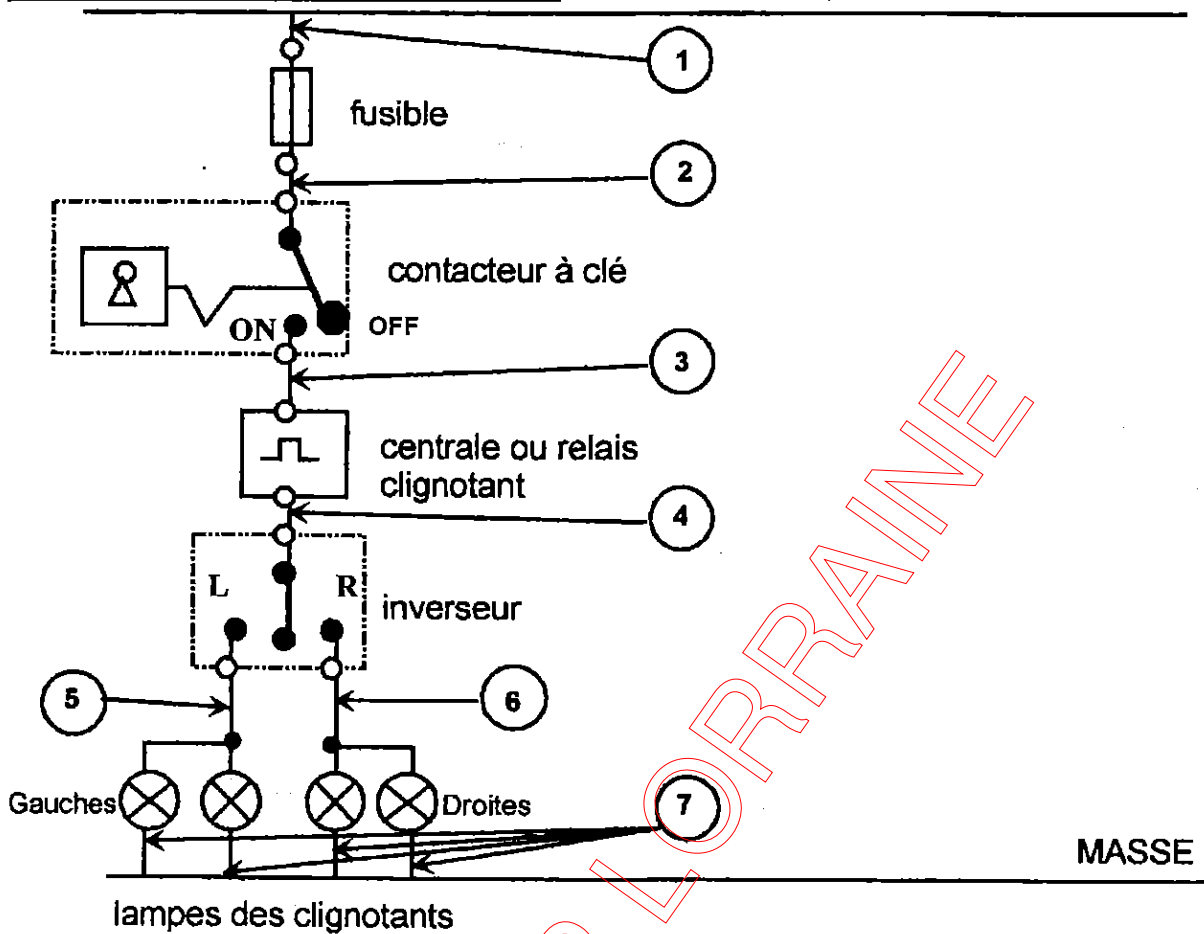 1
fusible
2
contacteur à clé
ON
OFF
3
centrale ou relais
clignotant
4
L
R
inverseur
5
6
Gauches
Droites
7
MASSE
lampes des clignotants
LORRAINE